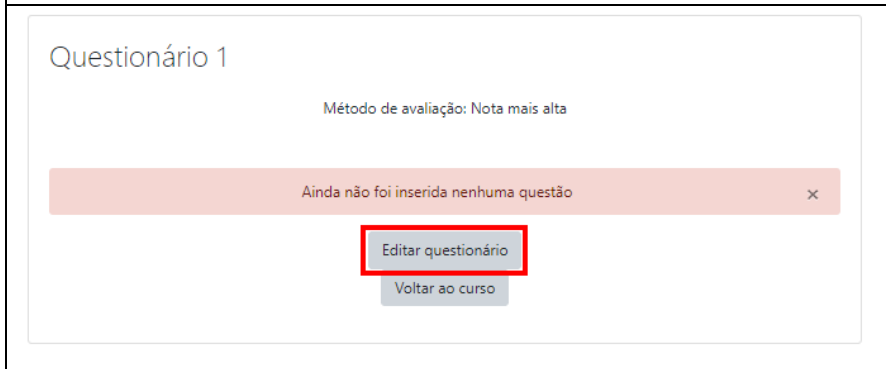 Questionário 1
Método de avaliação: Nota mais alta
Ainda não foi inserida nenhuma questão ×
Editar questionário
Voltar ao curso